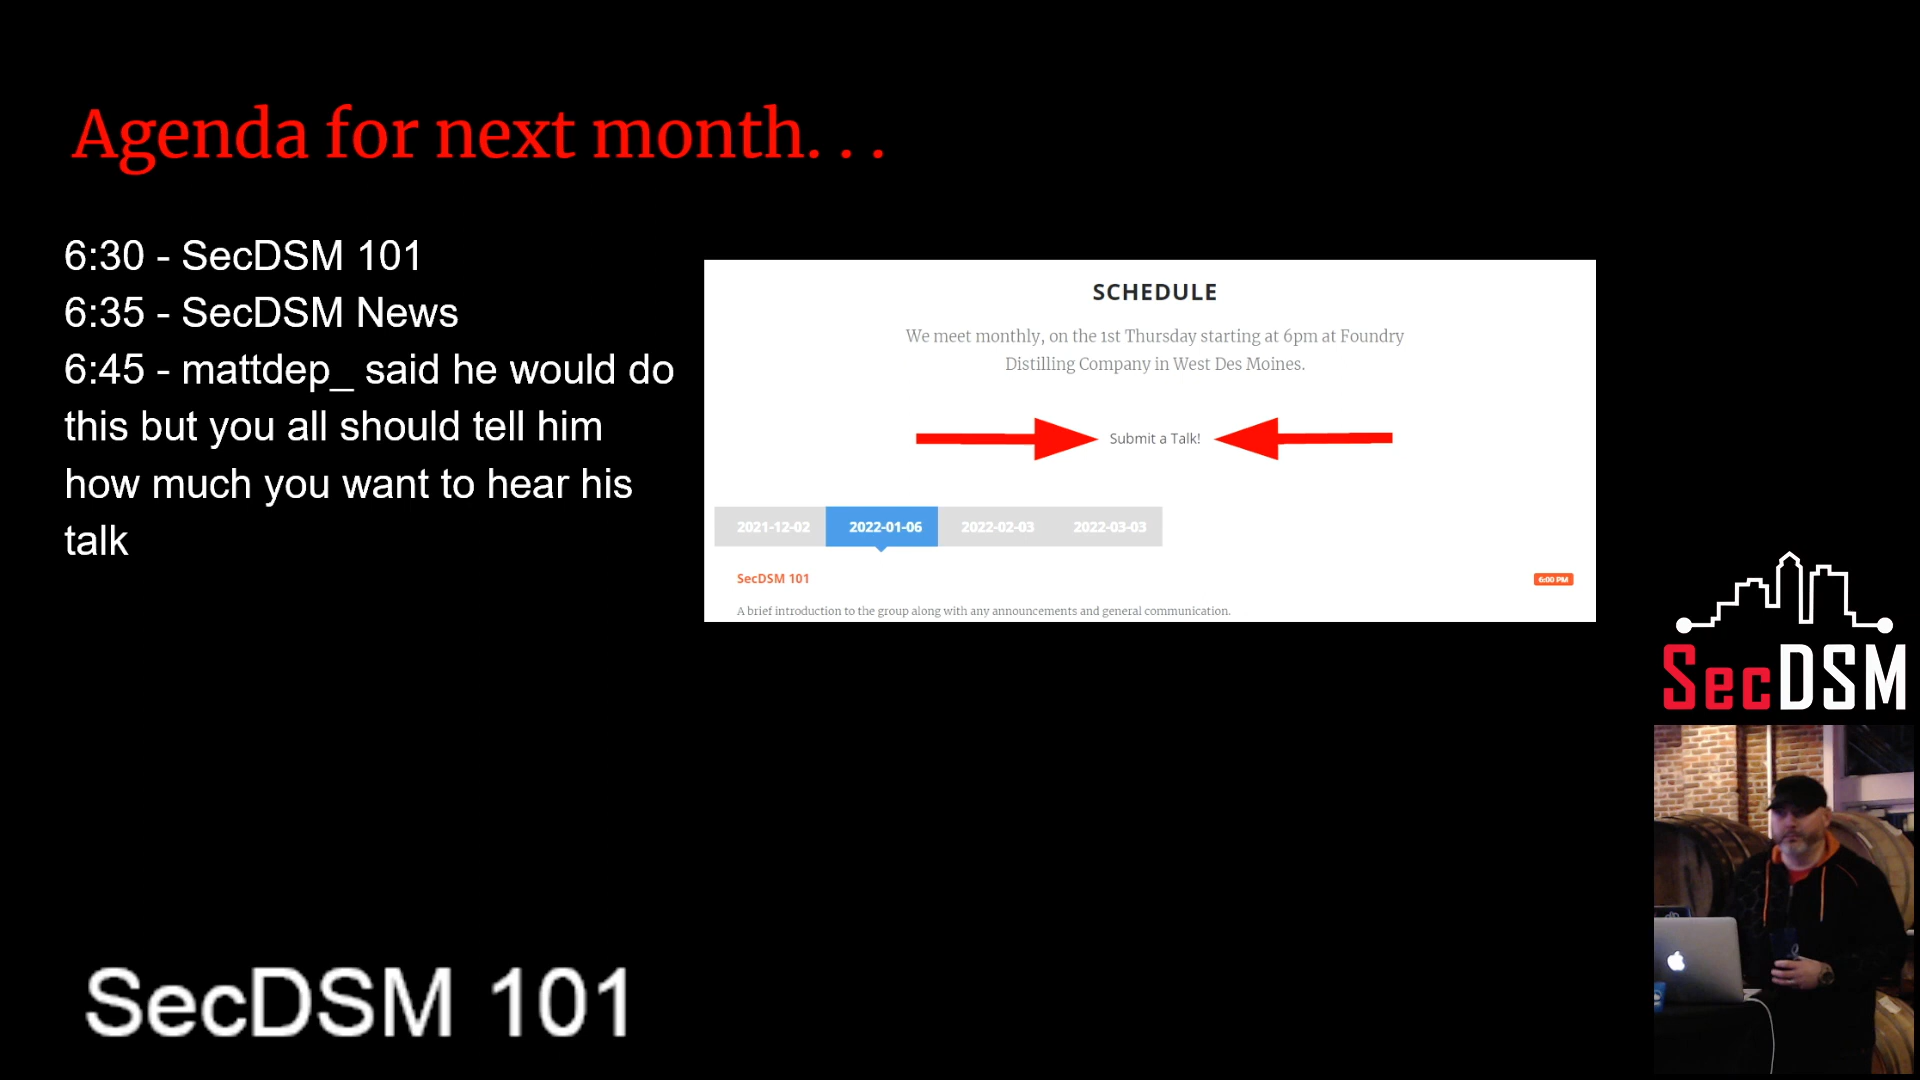 Agenda for next month. . .
6:30 - SecDSM 101
6:35 - SecDSM News
6:45 - mattdep_ said he would do
this but you all should tell him
how much you want to hear his
talk
SCHEDULE
We meet monthly, on the 1st Thursday starting at 6pm at Foundry
Distilling Company in West Des Moines.
Submit a Talk!
2021-12-02 2022-01-06 2022-02-03 2022-03-03
SecDSM 101 6:00 PM
A brief introduction to the group along with any announcements and general communication.
SecDSM
SecDSM 101